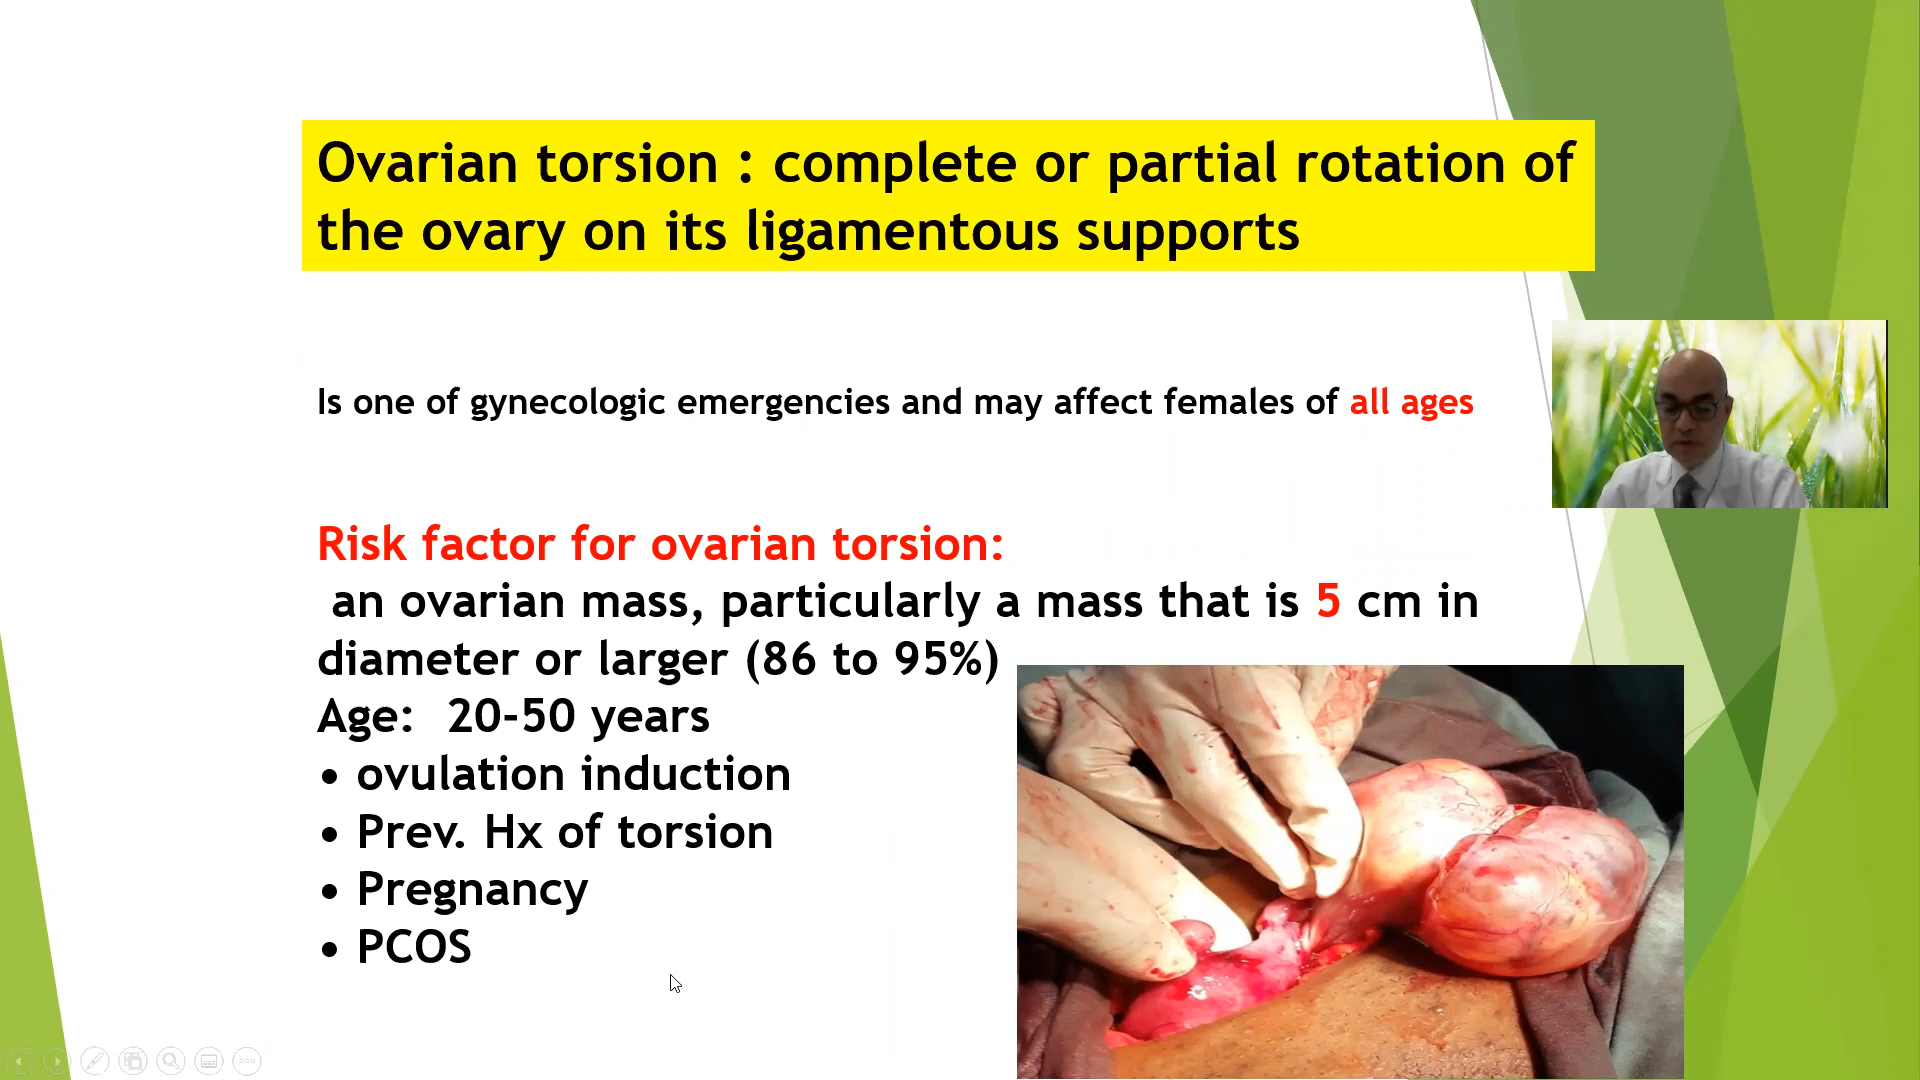 Ovarian torsion : complete or partial rotation of
the ovary on its ligamentous supports
Is one of gynecologic emergencies and may affect females of all ages
Risk factor for ovarian torsion:
an ovarian mass, particularly a mass that is 5 cm in
diameter or larger (86 to 95%)
Age: 20-50 years
• ovulation induction
• Prev. Hx of torsion
• Pregnancy
• PCOS